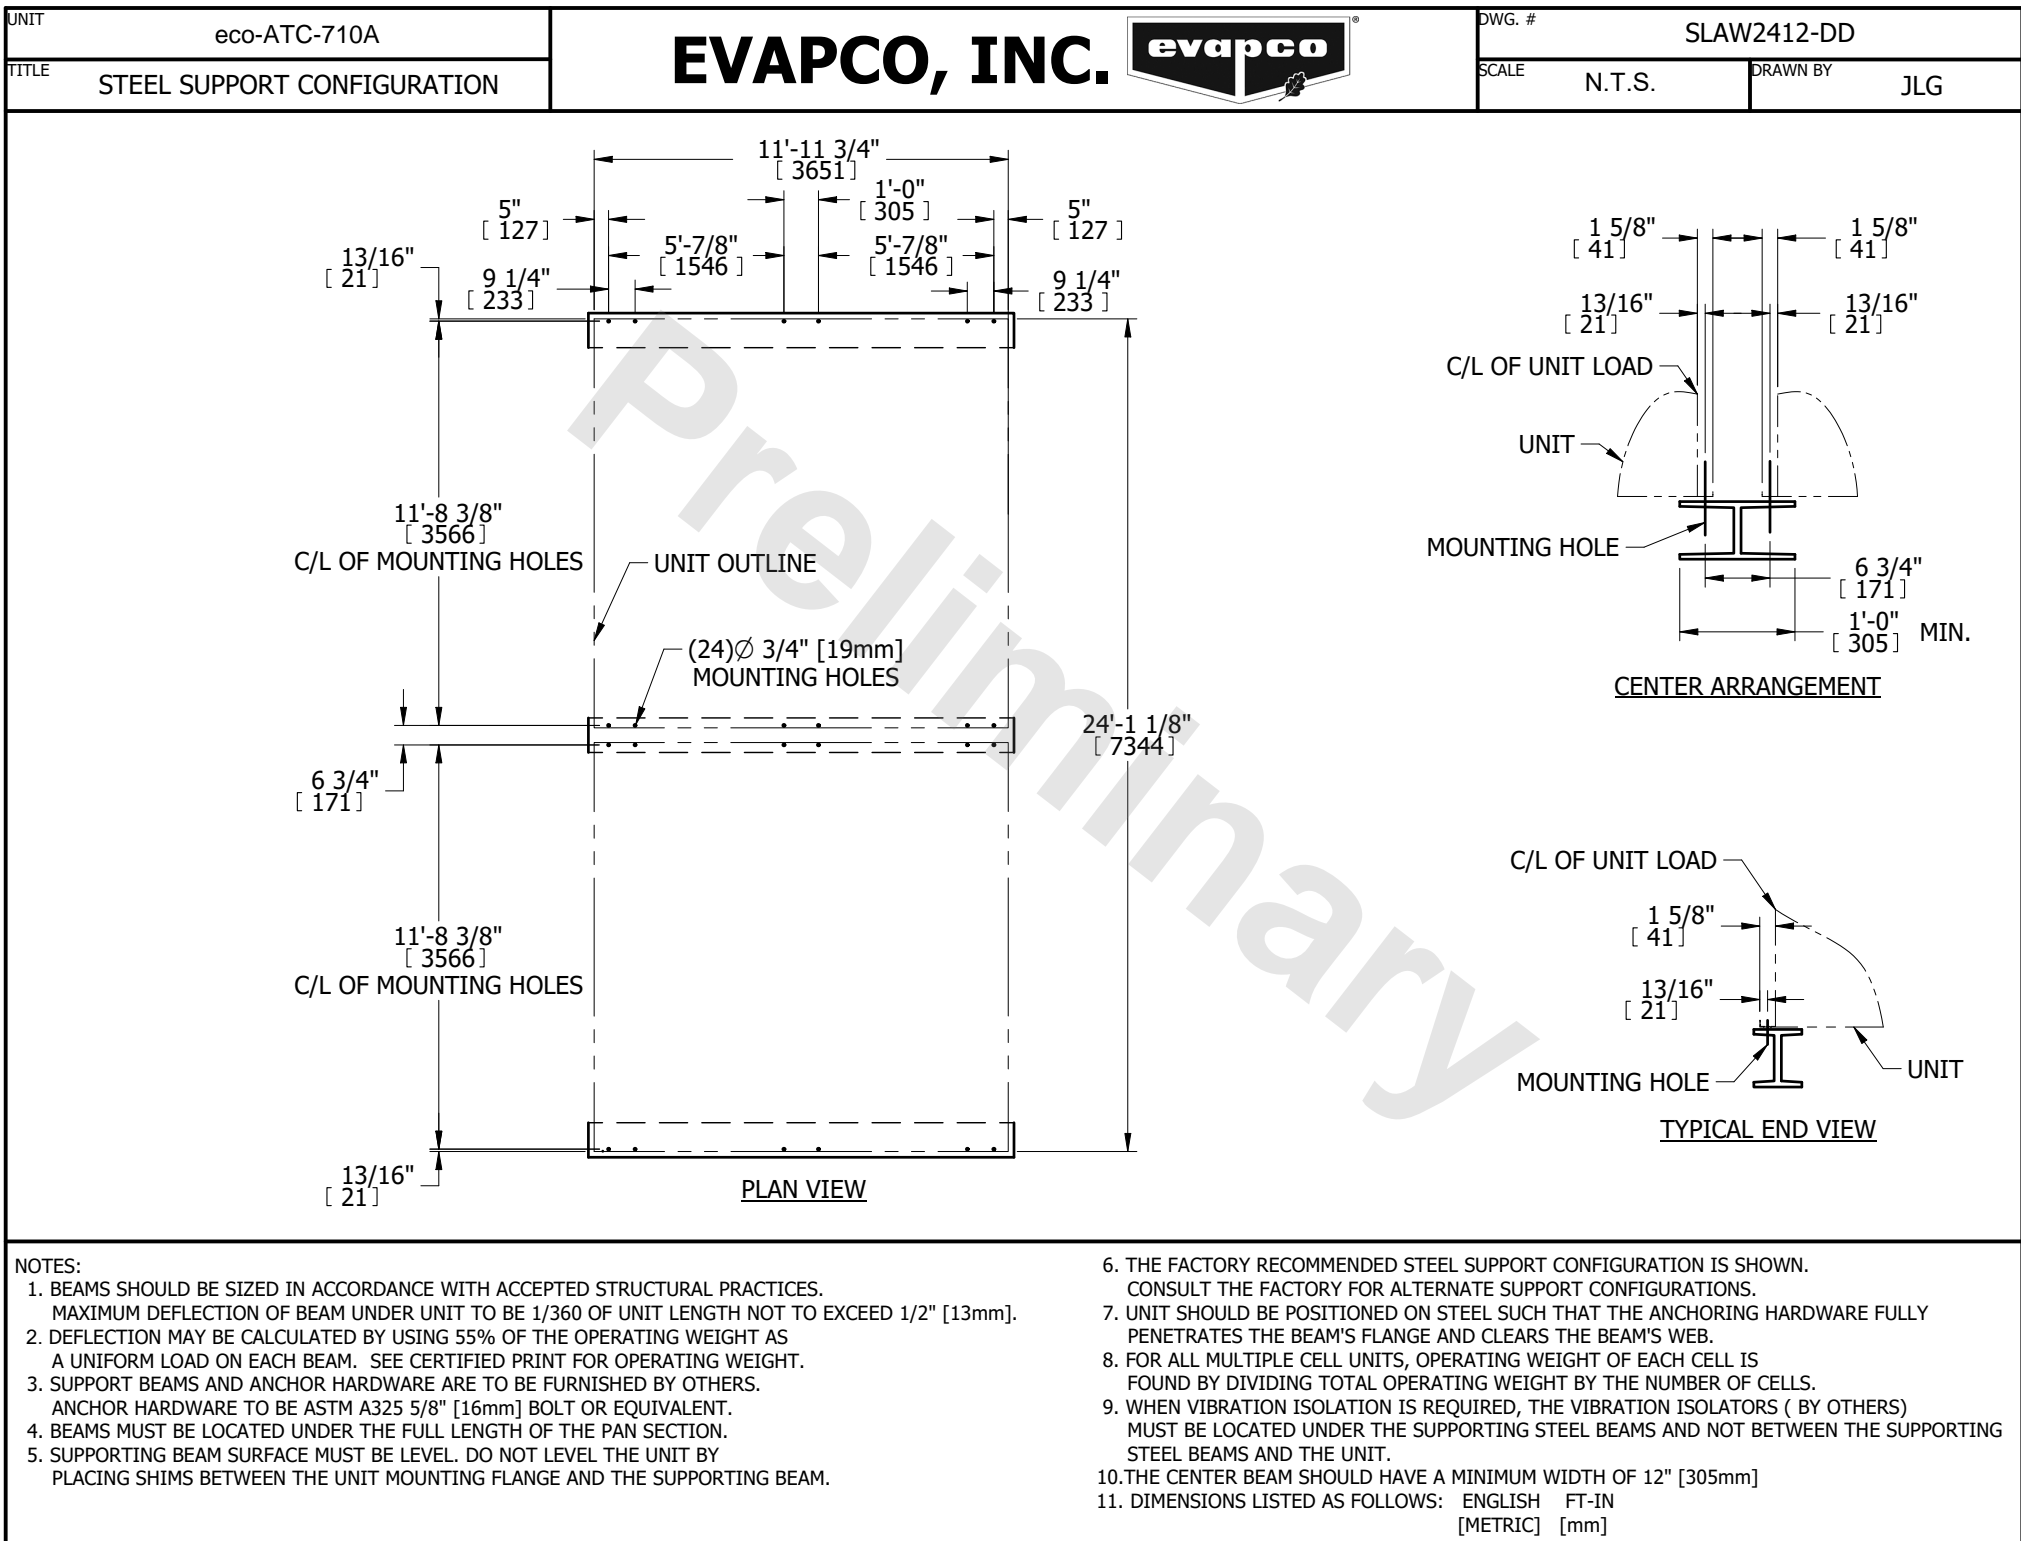 UNIT
eco-ATC-710A
TITLE
STEEL SUPPORT CONFIGURATION
EVAPCO, INC.
evapco
®
DWG. #
SLAW2412-DD
SCALE
N.T.S.
DRAWN BY
JLG
11'-11 3/4"
[ 3651 ]
1'-0"
[ 305 ]
5"
[ 127 ]
5"
[ 127 ]
5'-7/8"
[ 1546 ]
5'-7/8"
[ 1546 ]
13/16"
[ 21 ]
9 1/4"
[ 233 ]
9 1/4"
[ 233 ]
11'-8 3/8"
[ 3566 ]
C/L OF MOUNTING HOLES
UNIT OUTLINE
(24)∅ 3/4" [19mm]
MOUNTING HOLES
24'-1 1/8"
[ 7344 ]
6 3/4"
[ 171 ]
11'-8 3/8"
[ 3566 ]
C/L OF MOUNTING HOLES
13/16"
[ 21 ]
PLAN VIEW
Preliminary
1 5/8"
[ 41 ]
1 5/8"
[ 41 ]
13/16"
[ 21 ]
13/16"
[ 21 ]
C/L OF UNIT LOAD
UNIT
MOUNTING HOLE
6 3/4"
[ 171 ]
1'-0"
[ 305 ] MIN.
CENTER ARRANGEMENT
C/L OF UNIT LOAD
1 5/8"
[ 41 ]
13/16"
[ 21 ]
MOUNTING HOLE
UNIT
TYPICAL END VIEW
NOTES:
1. BEAMS SHOULD BE SIZED IN ACCORDANCE WITH ACCEPTED STRUCTURAL PRACTICES.
MAXIMUM DEFLECTION OF BEAM UNDER UNIT TO BE 1/360 OF UNIT LENGTH NOT TO EXCEED 1/2" [13mm].
2. DEFLECTION MAY BE CALCULATED BY USING 55% OF THE OPERATING WEIGHT AS
A UNIFORM LOAD ON EACH BEAM. SEE CERTIFIED PRINT FOR OPERATING WEIGHT.
3. SUPPORT BEAMS AND ANCHOR HARDWARE ARE TO BE FURNISHED BY OTHERS.
ANCHOR HARDWARE TO BE ASTM A325 5/8" [16mm] BOLT OR EQUIVALENT.
4. BEAMS MUST BE LOCATED UNDER THE FULL LENGTH OF THE PAN SECTION.
5. SUPPORTING BEAM SURFACE MUST BE LEVEL. DO NOT LEVEL THE UNIT BY
PLACING SHIMS BETWEEN THE UNIT MOUNTING FLANGE AND THE SUPPORTING BEAM.
6. THE FACTORY RECOMMENDED STEEL SUPPORT CONFIGURATION IS SHOWN.
CONSULT THE FACTORY FOR ALTERNATE SUPPORT CONFIGURATIONS.
7. UNIT SHOULD BE POSITIONED ON STEEL SUCH THAT THE ANCHORING HARDWARE FULLY
PENETRATES THE BEAM'S FLANGE AND CLEARS THE BEAM'S WEB.
8. FOR ALL MULTIPLE CELL UNITS, OPERATING WEIGHT OF EACH CELL IS
FOUND BY DIVIDING TOTAL OPERATING WEIGHT BY THE NUMBER OF CELLS.
9. WHEN VIBRATION ISOLATION IS REQUIRED, THE VIBRATION ISOLATORS ( BY OTHERS)
MUST BE LOCATED UNDER THE SUPPORTING STEEL BEAMS AND NOT BETWEEN THE SUPPORTING
STEEL BEAMS AND THE UNIT.
10.THE CENTER BEAM SHOULD HAVE A MINIMUM WIDTH OF 12" [305mm]
11. DIMENSIONS LISTED AS FOLLOWS: ENGLISH FT-IN
[METRIC] [mm]